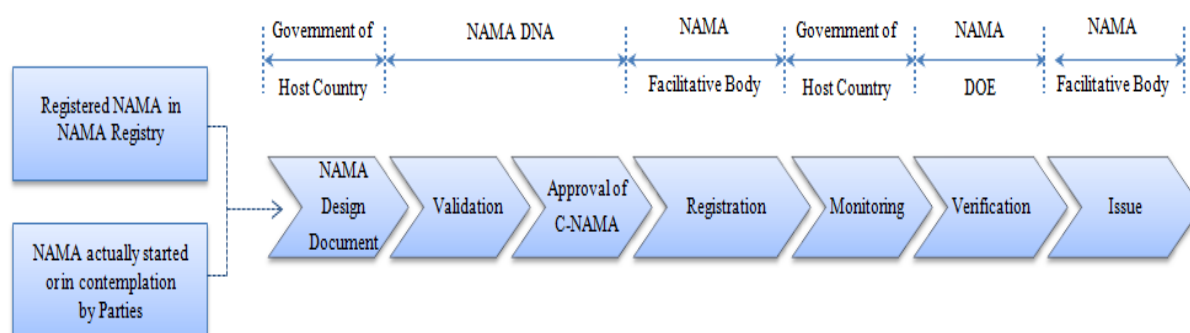 Government of
Host Country
NAMA DNA
NAMA
Facilitative Body
Government of
Host Country
NAMA
DOE
NAMA
Facilitative Body
Registered NAMA in
NAMA Registry
NAMA actually started
or in contemplation
by Parties
NAMA
Design
Document
Validation
Approval of
C-NAMA
Registration
Monitoring
Verification
Issue